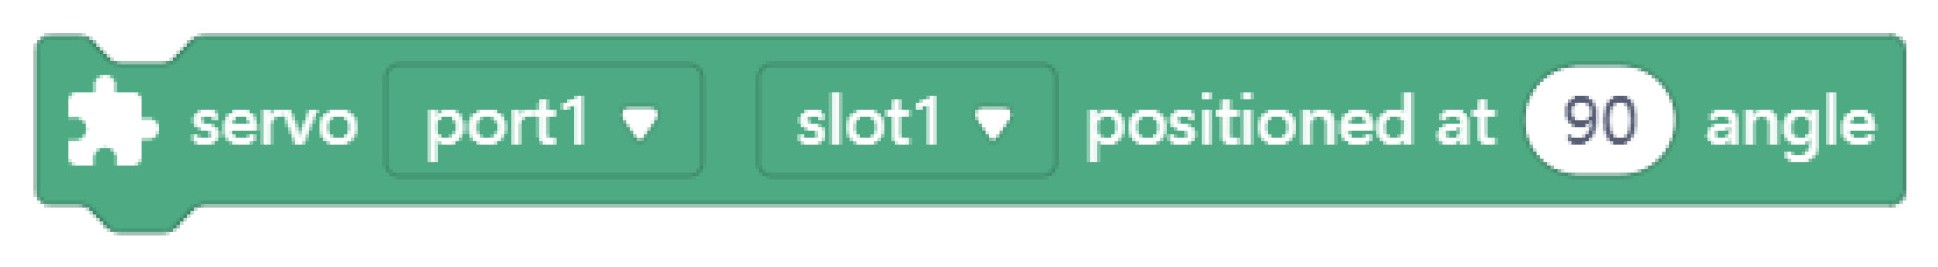 servo port1 slot1 positioned at 90 angle